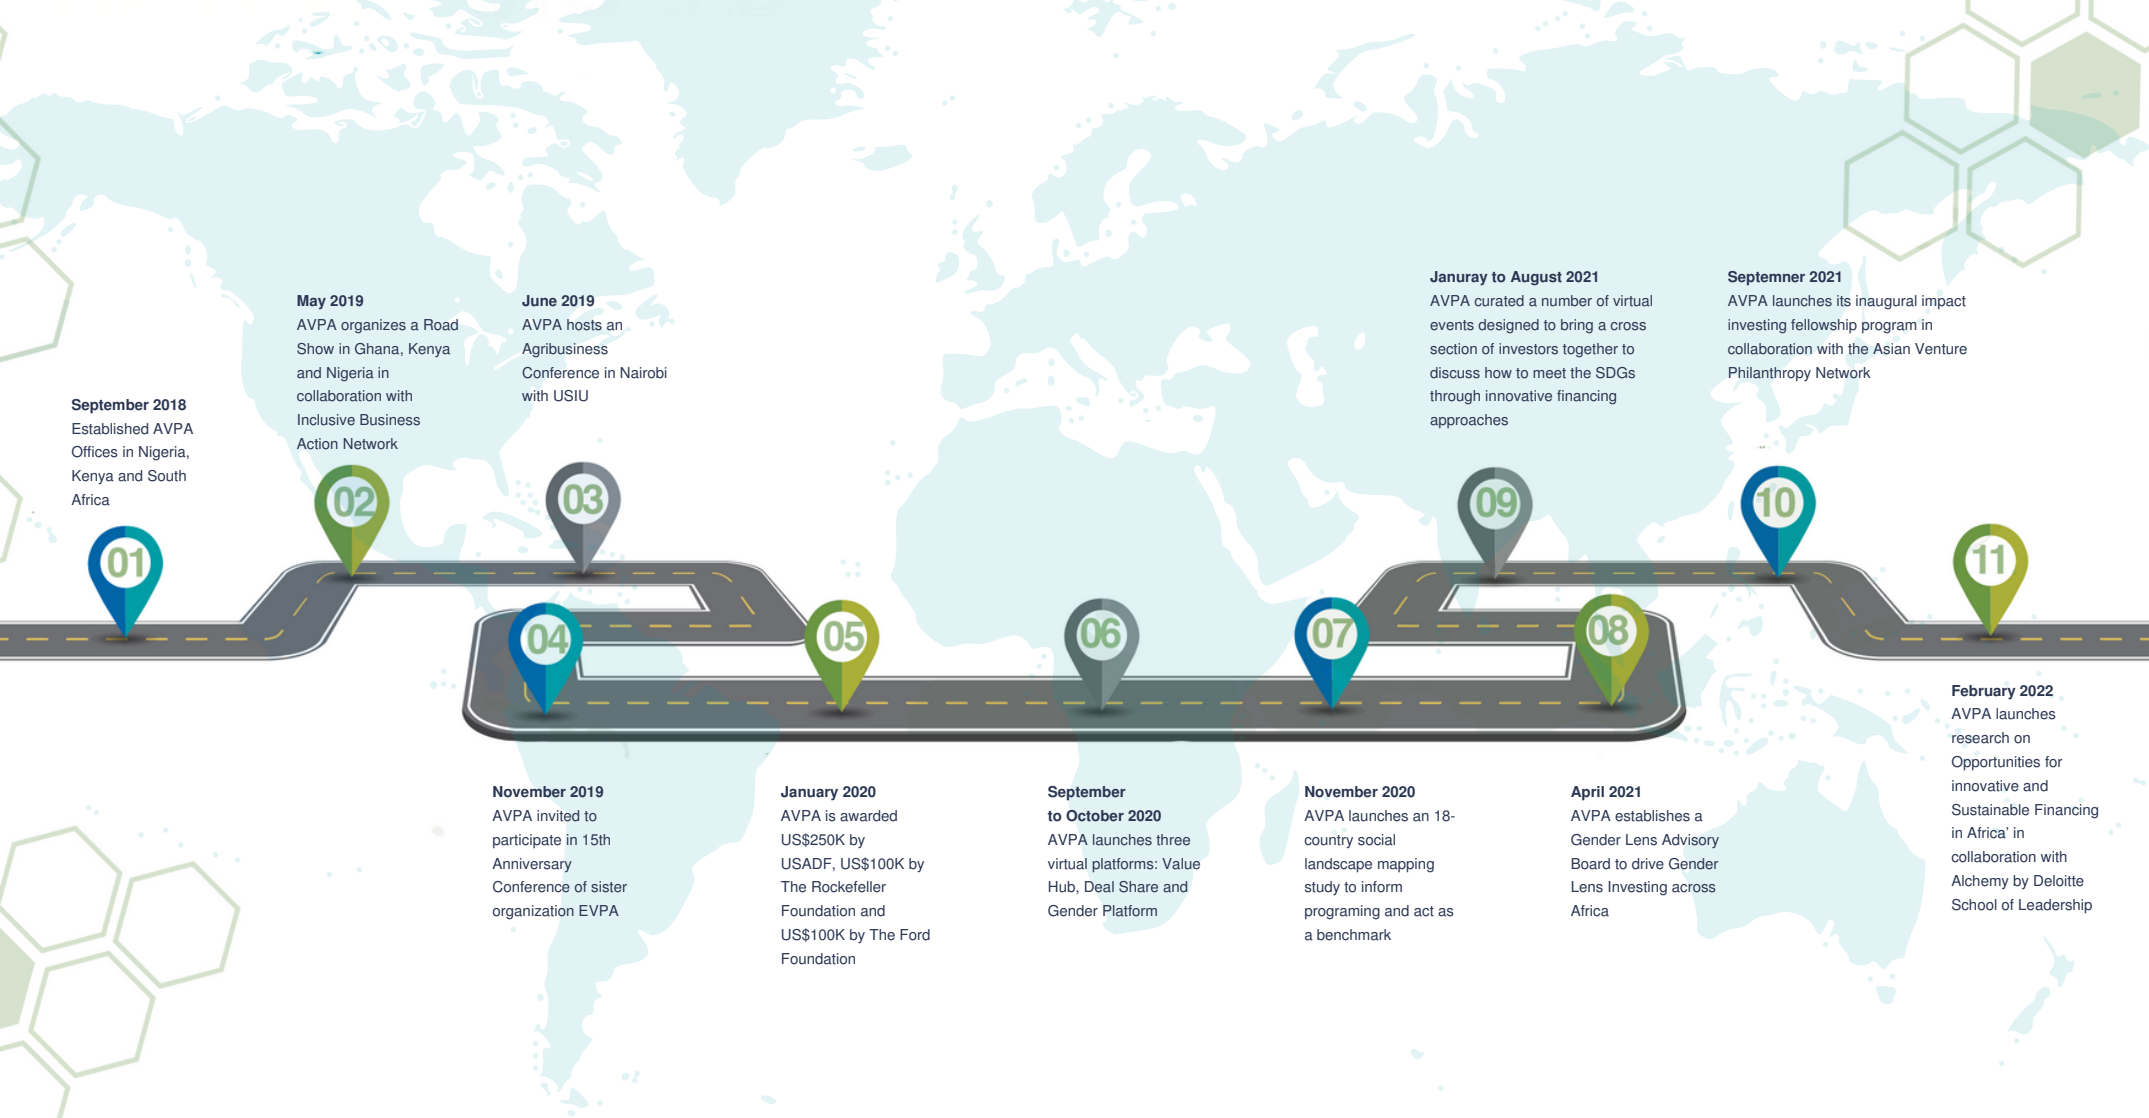 September 2018
Established AVPA
Offices in Nigeria,
Kenya and South
Africa
01
May 2019
AVPA organizes a Road
Show in Ghana, Kenya
and Nigeria in
collaboration with
Inclusive Business
Action Network
02
June 2019
AVPA hosts an
Agribusiness
Conference in Nairobi
with USIU
03
04
November 2019
AVPA invited to
participate in 15th
Anniversary
Conference of sister
organization EVPA
05
January 2020
AVPA is awarded
US$250K by
USADF, US$100K by
The Rockefeller
Foundation and
US$100K by The Ford
Foundation
06
September
to October 2020
AVPA launches three
virtual platforms: Value
Hub, Deal Share and
Gender Platform
07
November 2020
AVPA launches an 18-
country social
landscape mapping
study to inform
programing and act as
a benchmark
08
April 2021
AVPA establishes a
Gender Lens Advisory
Board to drive Gender
Lens Investing across
Africa
Januray to August 2021
AVPA curated a number of virtual
events designed to bring a cross
section of investors together to
discuss how to meet the SDGs
through innovative financing
approaches
09
Septemner 2021
AVPA launches its inaugural impact
investing fellowship program in
collaboration with the Asian Venture
Philanthropy Network
10
11
February 2022
AVPA launches
research on
Opportunities for
innovative and
Sustainable Financing
in Africa' in
collaboration with
Alchemy by Deloitte
School of Leadership